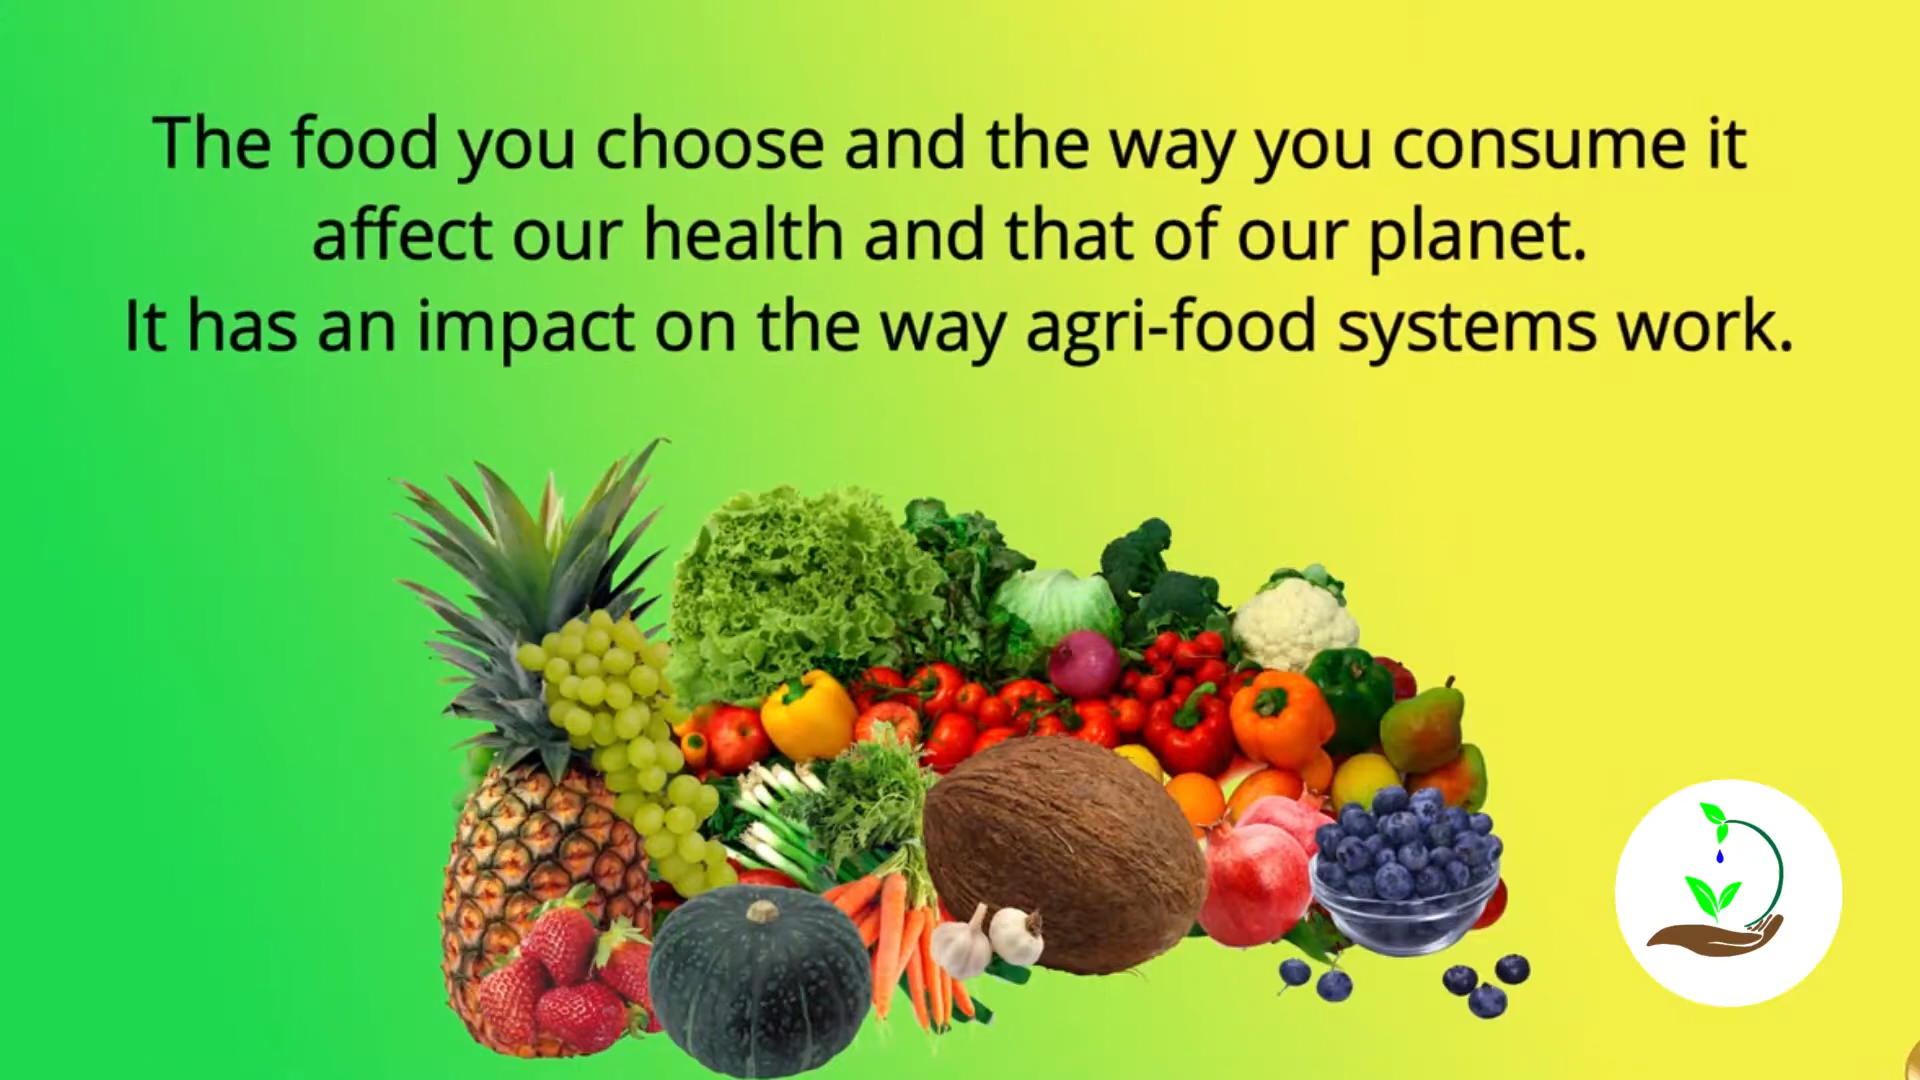 The food you choose and the way you consume it
affect our health and that of our planet.
It has an impact on the way agri-food systems work.